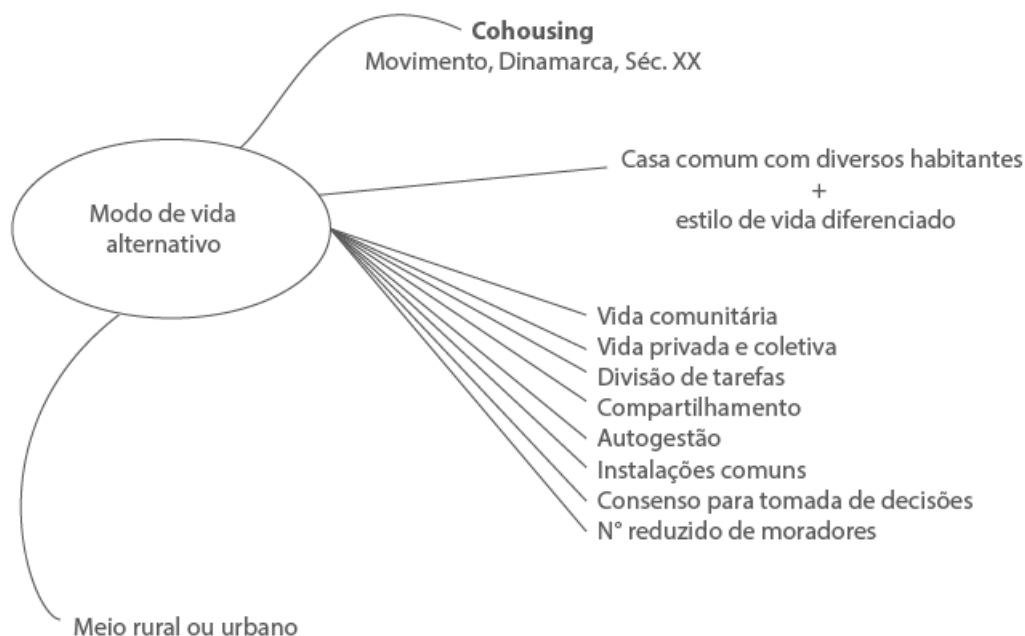 Cohousing
Movimento, Dinamarca, Séc. XX
Casa comum com diversos habitantes
+
estilo de vida diferenciado
Modo de vida
alternativo
Vida comunitária
Vida privada e coletiva
Divisão de tarefas
Compartilhamento
Autogestão
Instalações comuns
Consenso para tomada de decisões
N° reduzido de moradores
Meio rural ou urbano